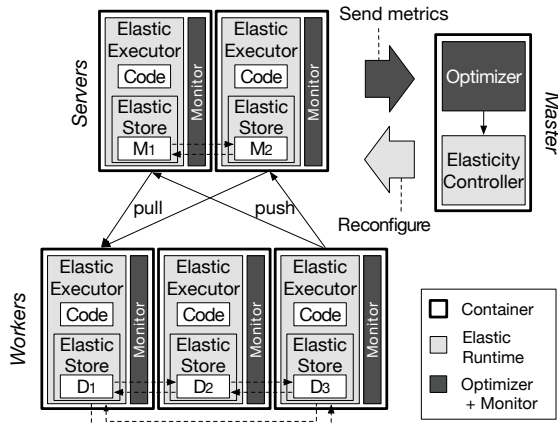 Send metrics
Servers
Elastic
Executor
Code
Elastic
Store
M1
Monitor
Elastic
Executor
Code
Elastic
Store
M2
Monitor
Optimizer
Elasticity
Controller
Master
Reconfigure
pull
push
Workers
Elastic
Executor
Code
Elastic
Store
D1
Monitor
Elastic
Executor
Code
Elastic
Store
D2
Monitor
Elastic
Executor
Code
Elastic
Store
D3
Monitor
Container
Elastic
Runtime
Optimizer
+ Monitor